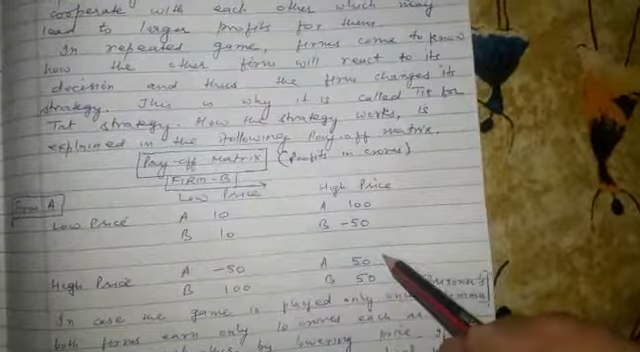 cooperate with each other which may
lead to larger profits for them.
In repeated game, firms come to know
how the other firm will react to its
decision and thus the firm changes its
strategy. This is why it is called Tit for
Tat strategy. How the strategy works, is
explained in the following Pay-off matrix.
Pay-off Matrix (Profits in crores)
FIRM-B
Firm A
Low Price High Price
Low Price A 10 A 100
B 10 B -50
High Price A -50 A 50
B 100 B 50
In case the game is played only
both firms earn only 10 crores each
by lowering price.